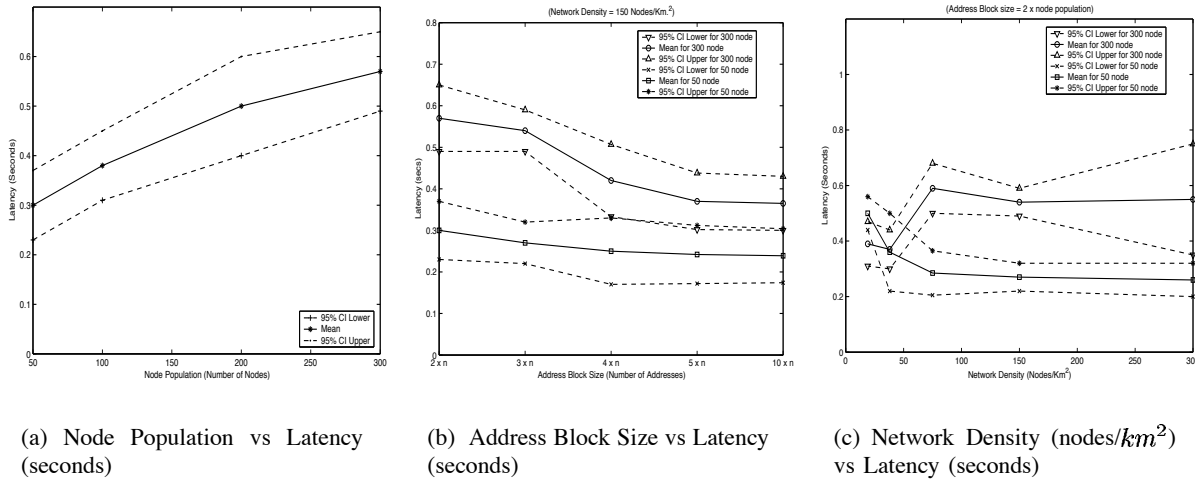 0.6
0.5
0.4
0.3
0.2
0.1
0
50
100
200
300
Latency (Seconds)
Node Population (Number of Nodes)
95% CI Lower
Mean
95% CI Upper
(a) Node Population vs Latency
(seconds)
(Network Density = 150 Nodes/Km.²)
0.8
0.7
0.6
0.5
0.4
0.3
0.2
0.1
0
2 x n
3 x n
4 x n
5 x n
10 x n
Latency (secs)
Address Block Size (Number of Addresses)
95% CI Lower for 300 node
Mean for 300 node
95% CI Upper for 300 node
95% CI Lower for 50 node
Mean for 50 node
95% CI Upper for 50 node
(b) Address Block Size vs Latency
(seconds)
(Address Block size = 2 x node population)
1
0.8
0.6
0.4
0.2
0
0
50
100
150
200
250
30
Latency (Seconds)
Network Density (Nodes/Km²)
95% CI Lower for 300 node
Mean for 300 node
95% CI Upper for 300 node
95% CI Lower for 50 node
Mean for 50 node
95% CI Upper for 50 node
(c) Network Density (nodes/km²)
vs Latency (seconds)